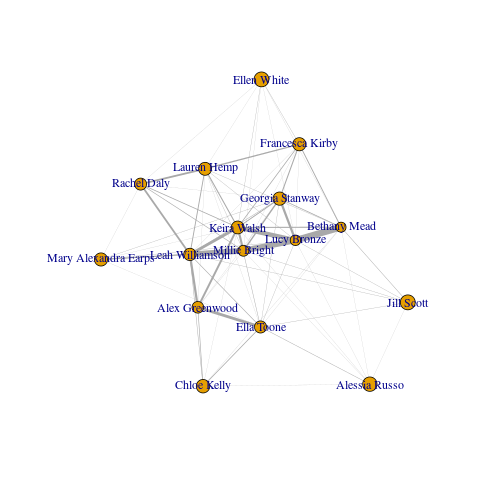 Ellen White
Francesca Kirby
Lauren Hemp
Rachel Daly
Georgia Stanway
Keira Walsh
Bethany Mead
Lucy Bronze
Millie Bright
Leah Williamson
Mary Alexandra Earps
Jill Scott
Alex Greenwood
Ella Toone
Chloe Kelly
Alessia Russo